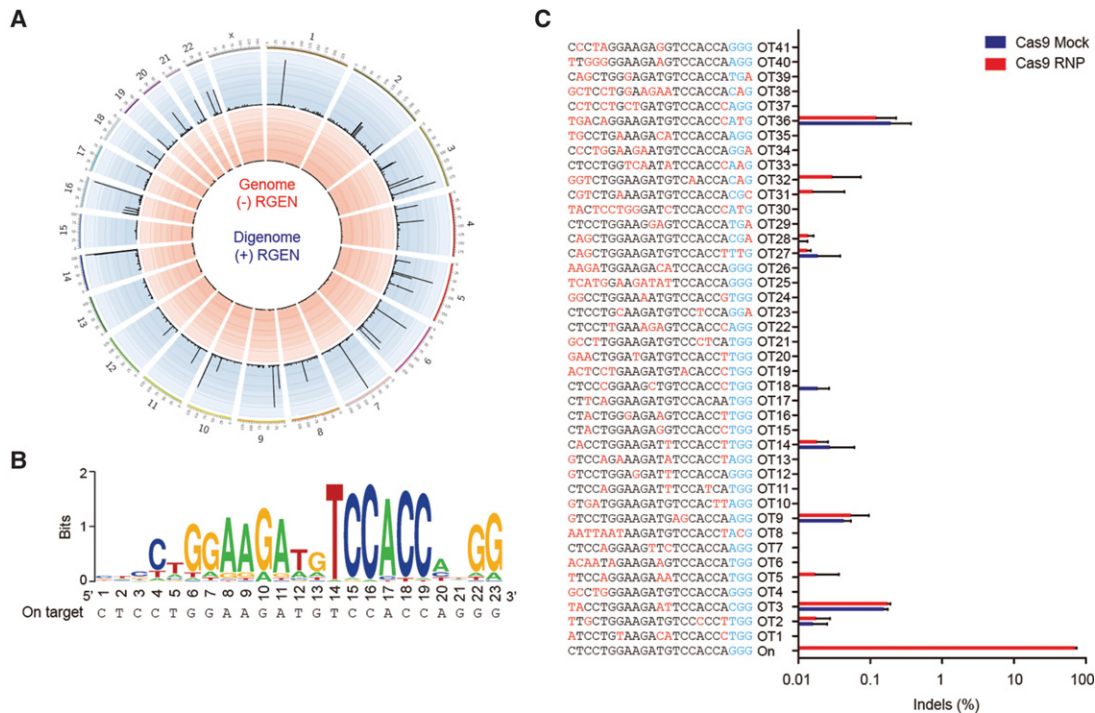 A
1
2
3
4
5
6
7
8
9
10
11
12
13
14
15
16
17
18
19
20
21
22
x
Genome
(-) RGEN
Digenome
(+) RGEN
B
Bits
2
1
0
5' 1 2 3 4 5 6 7 8 9 10 11 12 13 14 15 16 17 18 19 20 21 22 23 3'
On target C T C C T G G A A G A T G T C C A C C A G G G
C
Cas9 Mock
Cas9 RNP
CCCTAGGAAGAGGTCCACCAGGG OT41
TTGGGGGAAGAAGTCCACCAAGG OT40
CAGCTGGGAGATGTCCACCATGA OT39
GCTCCTGGAAGAATCCACCACAG OT38
CCTCCTGCTGATGTCCACCCAGG OT37
TGACAGGAAGATGTCCACCCATG OT36
TGCCTGAAAGACATCCACCAAGG OT35
CCCTGGAAGAATGTCCACCAGGA OT34
CTCCTGGTCAATATCCACCCAAG OT33
GGTCTGGAAGATGTCAACCACAG OT32
CGTCTGAAAGATGTCCACCACGC OT31
TACTCCTGGGATCTCCACCCATG OT30
CTCCTGGAAGGAGTCCACCATGA OT29
CAGCTGGAAGATGTCCACCACGA OT28
CAGCTGGAAGATGTCCACCTTTG OT27
AAGATGGAAGACATCCACCAGGG OT26
TCATGGAAGATATTCCACCAGGG OT25
GGCCTGGAAAATGTCCACCGTGG OT24
CTCCTGCAAGATGTCCTCCAGGA OT23
CTCCTTGAAAGAGTCCACCCAGG OT22
GCCTTGGAAGATGTCCCTCATGG OT21
GAACTGGATGATGTCCACCTTGG OT20
ACTCCTGAAGATGTACACCCTGG OT19
CTCCCGGAAGCTGTCCACCCTGG OT18
CTTCAGGAAGATGTCCACAATGG OT17
CTACTGGGAGAAGTCCACCTTGG OT16
CTACTGGAAGAGGTCCACCCTGG OT15
CACCTGGAAGATTTCCACCTTGG OT14
GTCCAGAAAGATATCCACCTAGG OT13
GTCCTGGAGGATTTCCACCAGGG OT12
CTCCAGGAAGATTTCCATCATGG OT11
GTGATGGAAGATGTCCACTTAGG OT10
GTCCTGGAAGATGAGCACCAAGG OT9
AATTAATAAGATGTCCACCTACG OT8
CTCCAGGAAGTTCTCCACCAAGG OT7
ACAATAGAAGAAGTCCACCATGG OT6
TTCCAGGAAGAAATCCACCATGG OT5
GCCTGGGAAGATGTCCACCAGGG OT4
TACCTGGAAGAATTCCACCACGG OT3
TTGCTGGAAGATGTCCCCCTTGG OT2
ATCCTGTAAGACATCCACCTTGG OT1
CTCCTGGAAGATGTCCACCAGGG On
0.01 0.1 1 10 100
Indels (%)